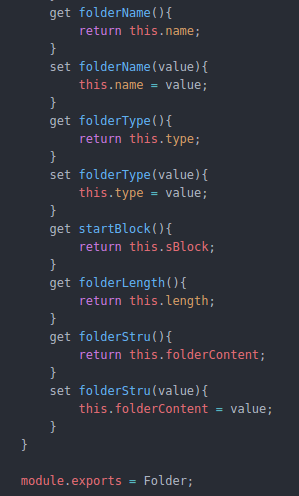 get folderName(){
return this.name;
}
set folderName(value){
this.name = value;
}
get folderType(){
return this.type;
}
set folderType(value){
this.type = value;
}
get startBlock(){
return this.sBlock;
}
get folderLength(){
return this.length;
}
get folderStru(){
return this.folderContent;
}
set folderStru(value){
this.folderContent = value;
}
}
module.exports = Folder;